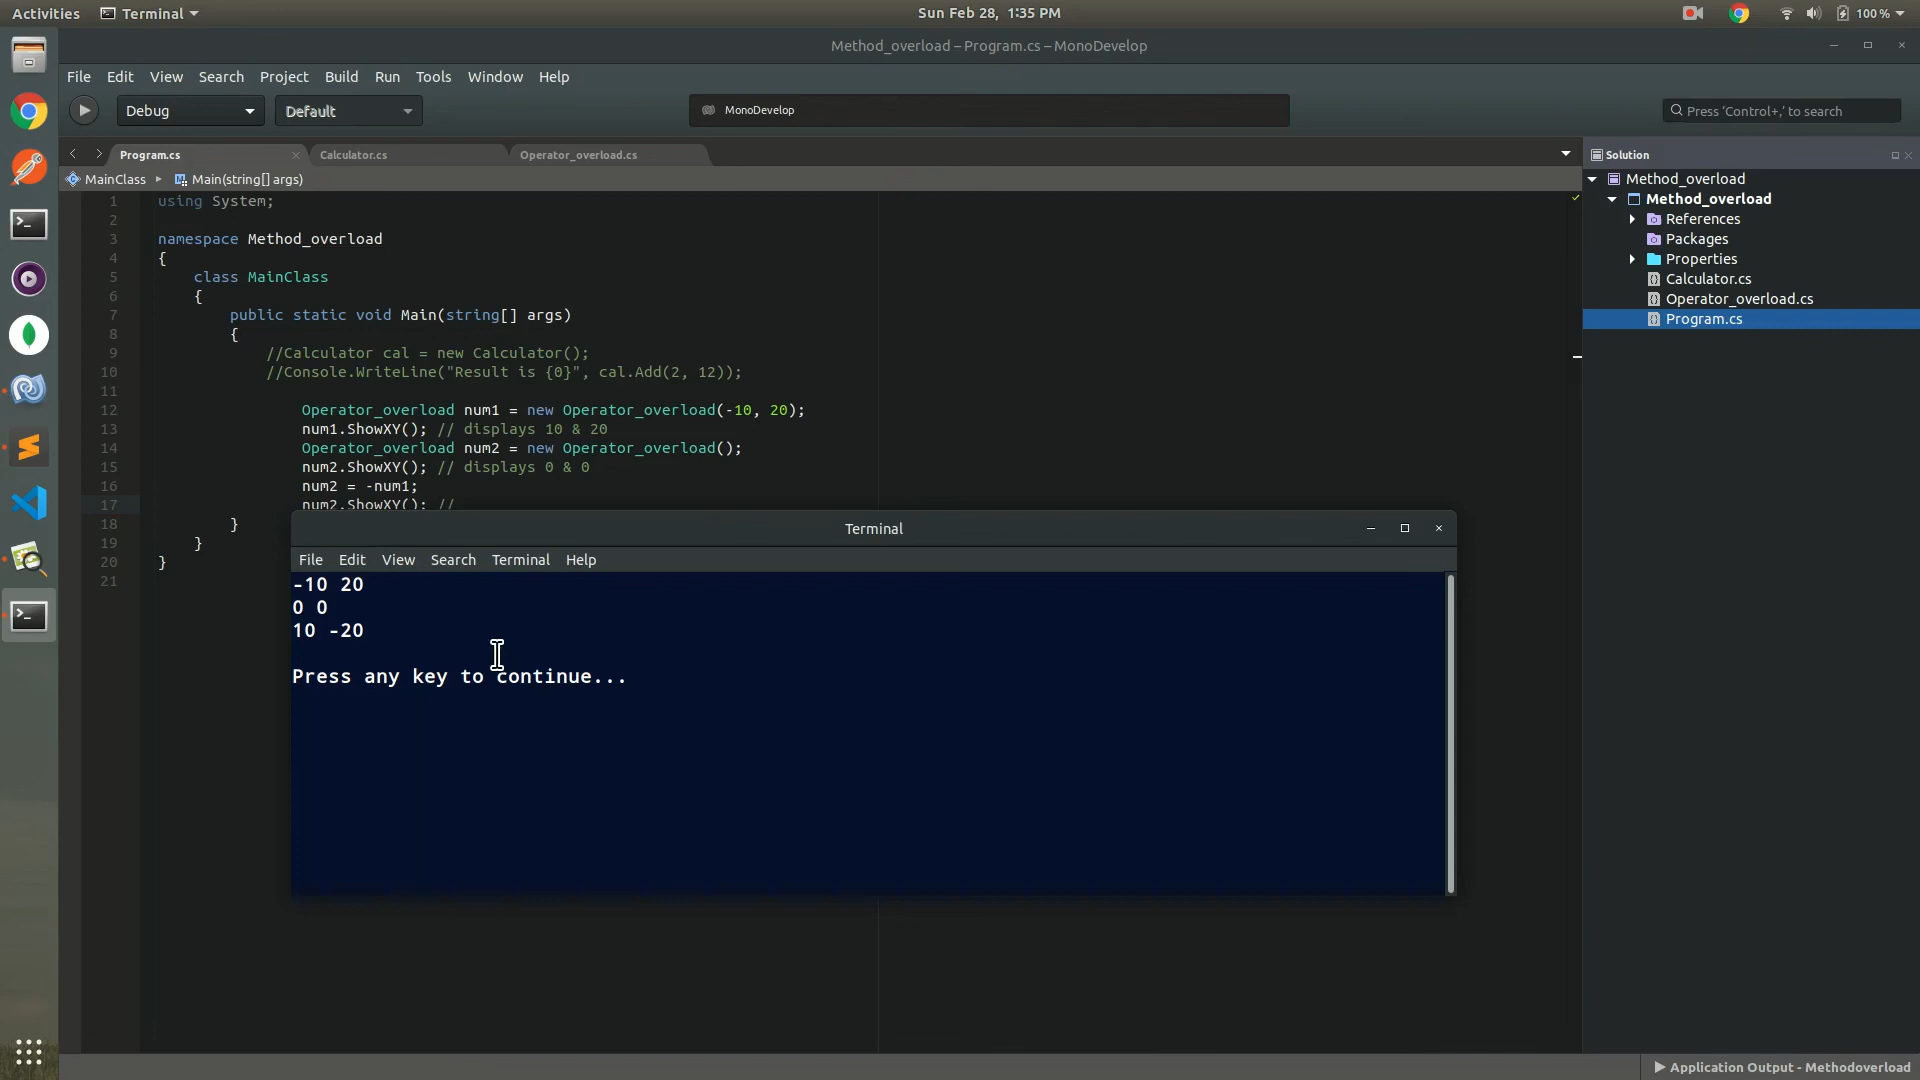 Activities Terminal Sun Feb 28, 1:35 PM 100 %
Method_overload – Program.cs – MonoDevelop
File Edit View Search Project Build Run Tools Window Help
Debug Default MonoDevelop Press 'Control+,' to search
Program.cs Calculator.cs Operator_overload.cs
MainClass Main(string[] args)
1 using System;
2
3 namespace Method_overload
4 {
5 class MainClass
6 {
7 public static void Main(string[] args)
8 {
9 //Calculator cal = new Calculator();
10 //Console.WriteLine("Result is {0}", cal.Add(2, 12));
11
12 Operator_overload num1 = new Operator_overload(-10, 20);
13 num1.ShowXY(); // displays 10 & 20
14 Operator_overload num2 = new Operator_overload();
15 num2.ShowXY(); // displays 0 & 0
16 num2 = -num1;
17 num2.ShowXY(); //
18 }
19 }
20 }
21
Terminal
File Edit View Search Terminal Help
-10 20
0 0
10 -20
Press any key to continue...
Solution
Method_overload
Method_overload
References
Packages
Properties
Calculator.cs
Operator_overload.cs
Program.cs
Application Output - Methodoverload